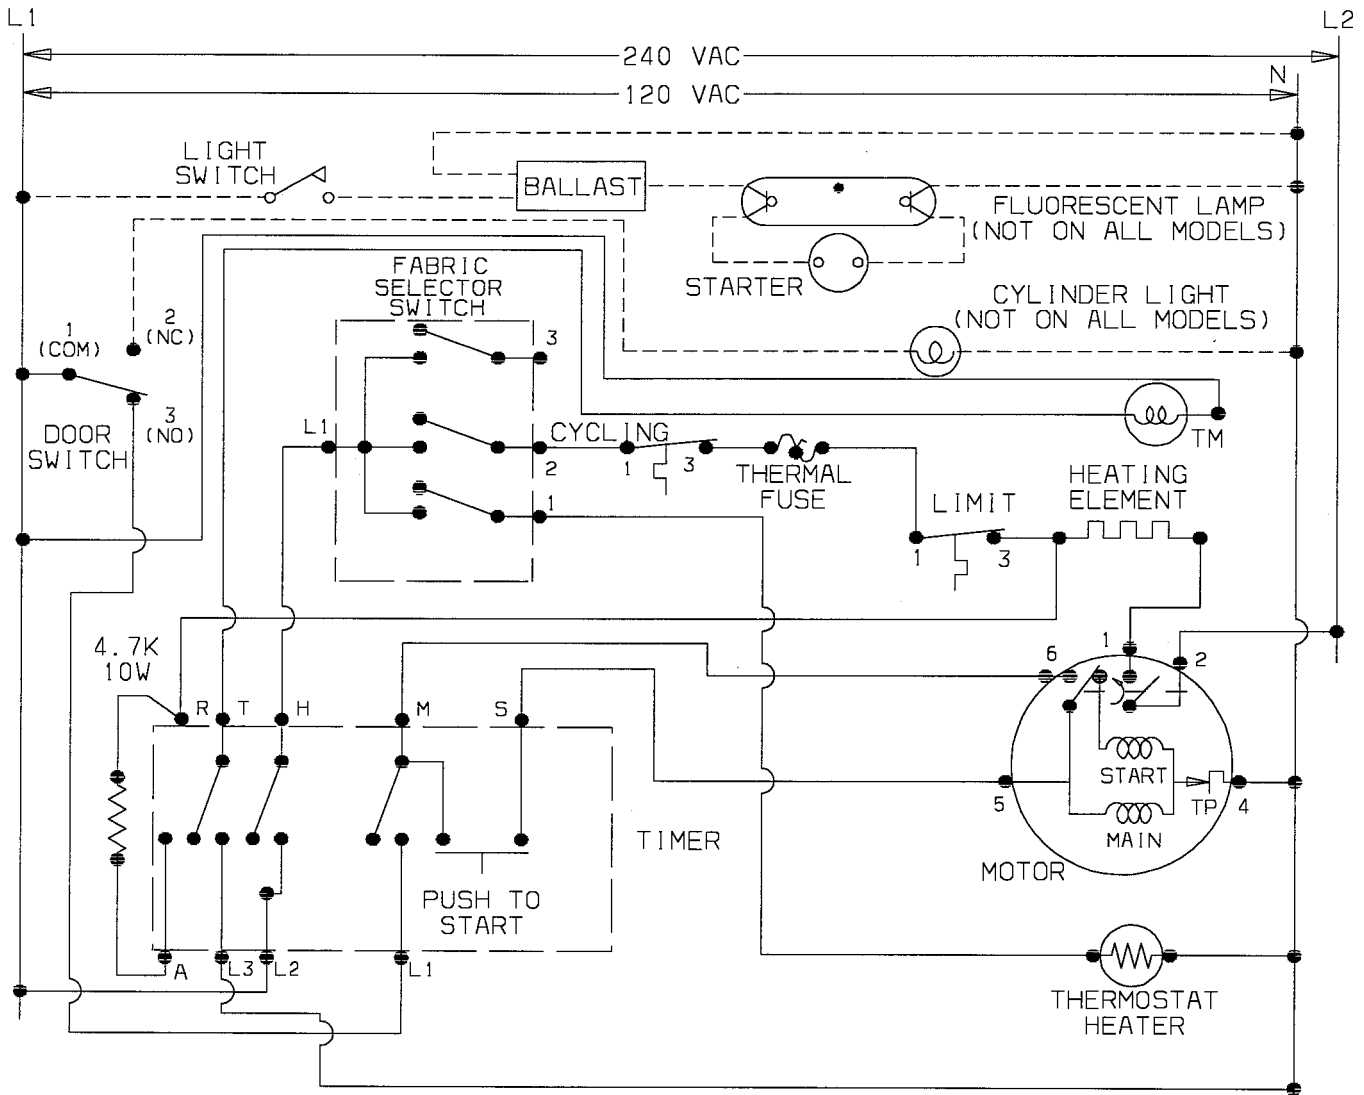 L1
L2
240 VAC
N
120 VAC
LIGHT
SWITCH
BALLAST
FLUORESCENT LAMP
(NOT ON ALL MODELS)
STARTER
FABRIC
SELECTOR
SWITCH
CYLINDER LIGHT
(NOT ON ALL MODELS)
1
(COM)
2
(NC)
3
(NO)
DOOR
SWITCH
3
L1
2
1
CYCLING
1
3
THERMAL
FUSE
TM
LIMIT
1
3
HEATING
ELEMENT
4.7K
10W
R
T
H
M
S
6
1
2
START
5
TP
4
MAIN
MOTOR
TIMER
PUSH TO
START
A
L3
L2
L1
THERMOSTAT
HEATER